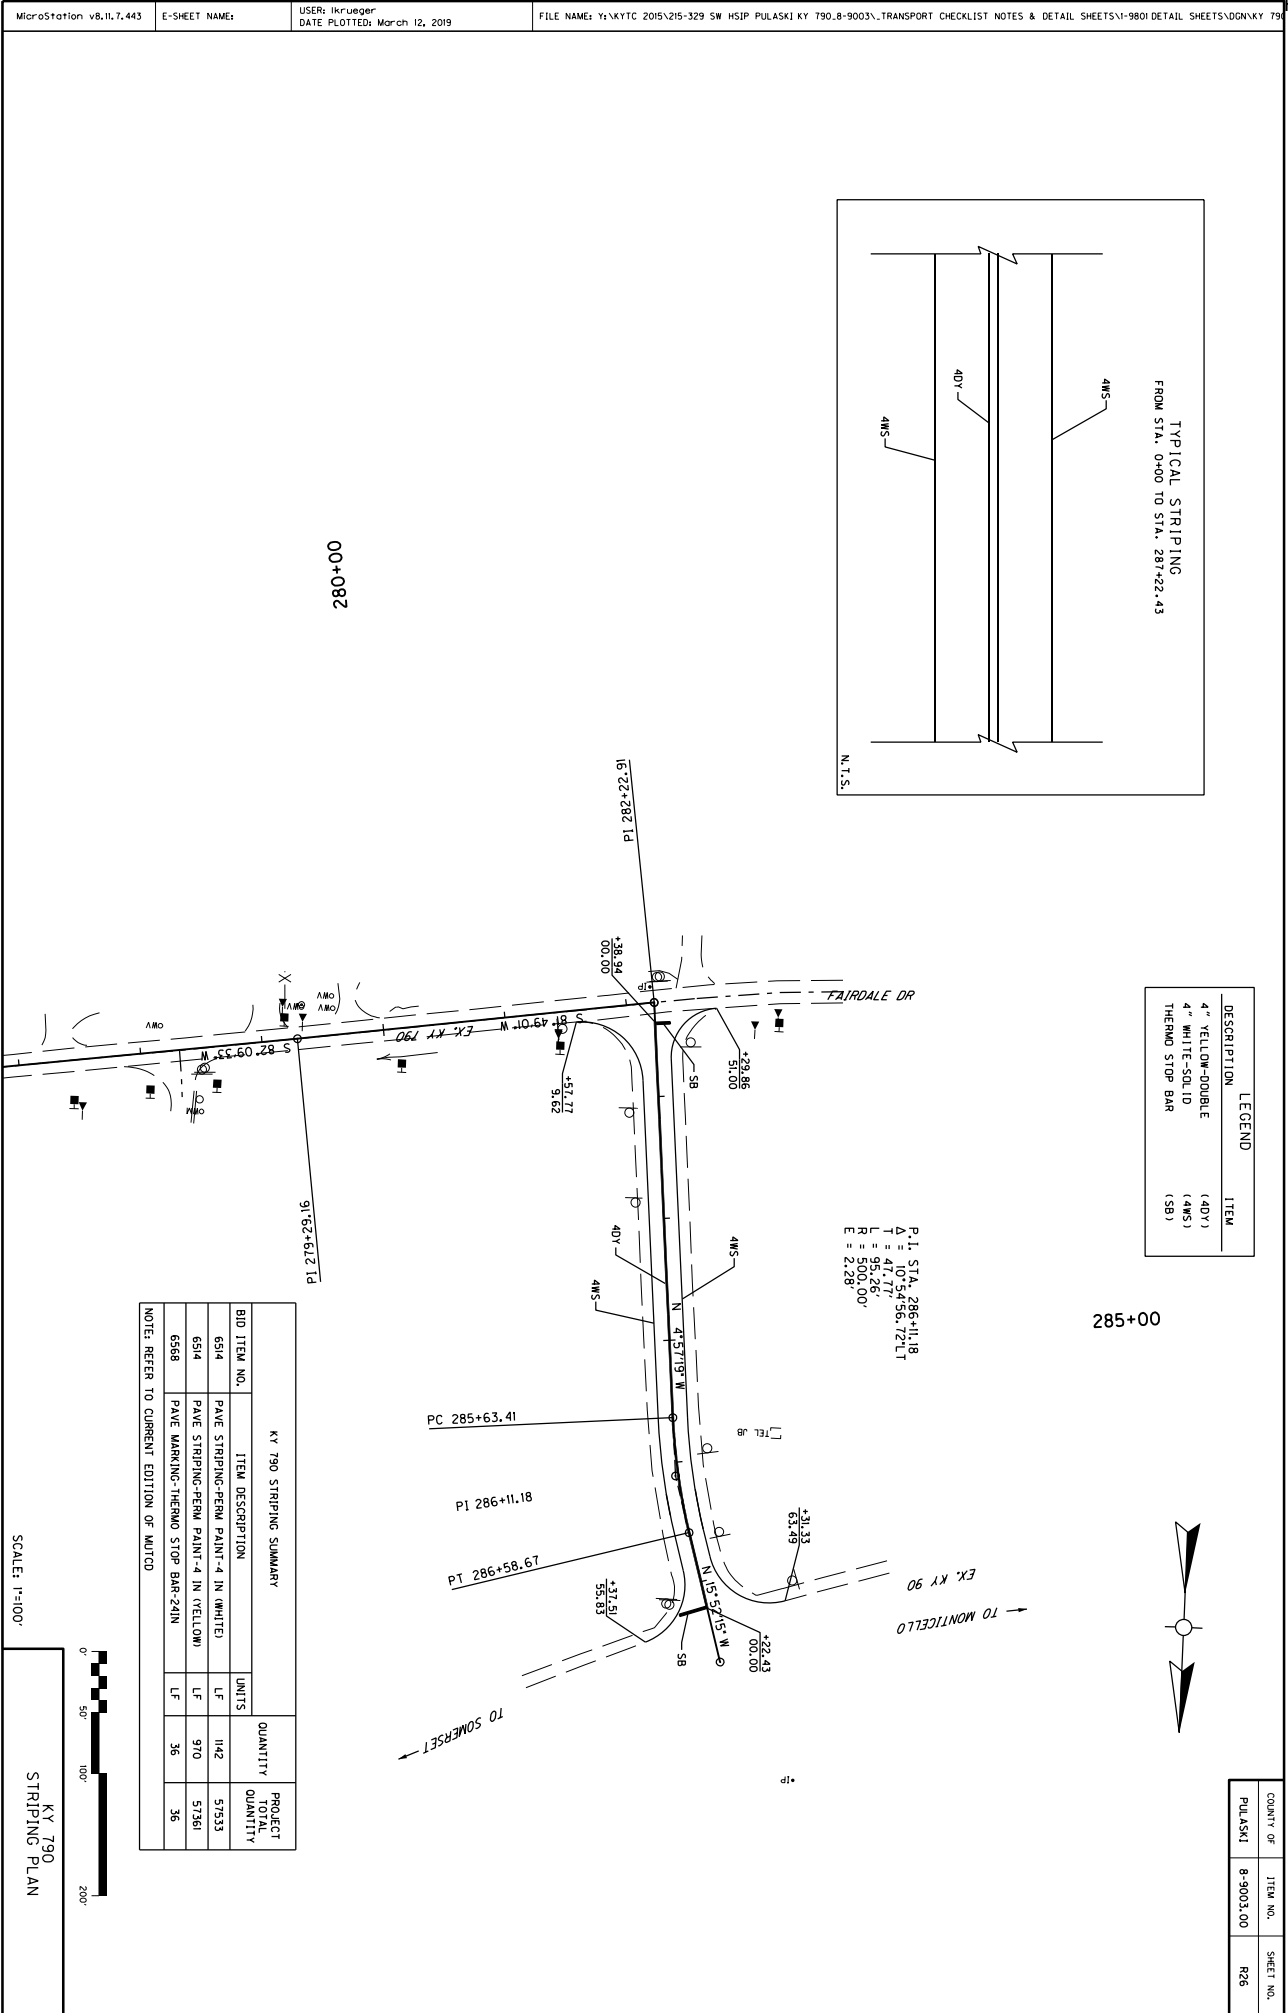 MicroStation v8.11.7.443
E-SHEET NAME:
USER: lkrueger
DATE PLOTTED: March 12, 2019
FILE NAME: Y:\KYTC 2015\215-329 SW HSIP PULASKI KY 790_8-9003\_TRANSPORT CHECKLIST NOTES & DETAIL SHEETS\1-9801 DETAIL SHEETS\DGN\KY 790
COUNTY OF
ITEM NO.
SHEET NO.
PULASKI
8-9003.00
R26
TYPICAL STRIPING
FROM STA. 0+00 TO STA. 287+22.43
4WS
4DY
4WS
N.T.S.
LEGEND
DESCRIPTION ITEM
4" YELLOW-DOUBLE (4DY)
4" WHITE-SOLID (4WS)
THERMO STOP BAR (SB)
280+00
285+00
P.I. STA. 286+11.18
Δ = 10°54'56.72"LT
T = 47.77'
L = 95.26'
R = 500.00'
E = 2.28'
PI 282+22.91
+38.94
00.00
IP
FAIRDALE DR
SB
+29.86
51.00
+57.77
9.62
S 81°49'01" W
EX. KY 790
S 82°09'33" W
X
OWV
OWV
OWV
OWV
OWM
PI 279+29.16
4DY
4WS
4WS
N 4°57'19" W
PC 285+63.41
TEL JB
PI 286+11.18
PT 286+58.67
N 15°52'15" W
+31.33
63.49
+37.51
55.83
SB
+22.43
00.00
EX. KY 90
TO MONTICELLO
TO SOMERSET
IP
KY 790 STRIPING SUMMARY
BID ITEM NO. ITEM DESCRIPTION UNITS QUANTITY PROJECT TOTAL QUANTITY
6514 PAVE STRIPING-PERM PAINT-4 IN (WHITE) LF 1142 57533
6514 PAVE STRIPING-PERM PAINT-4 IN (YELLOW) LF 970 57361
6568 PAVE MARKING-THERMO STOP BAR-24IN LF 36 36
NOTE: REFER TO CURRENT EDITION OF MUTCD
SCALE: 1"=100'
0' 50' 100' 200'
KY 790
STRIPING PLAN